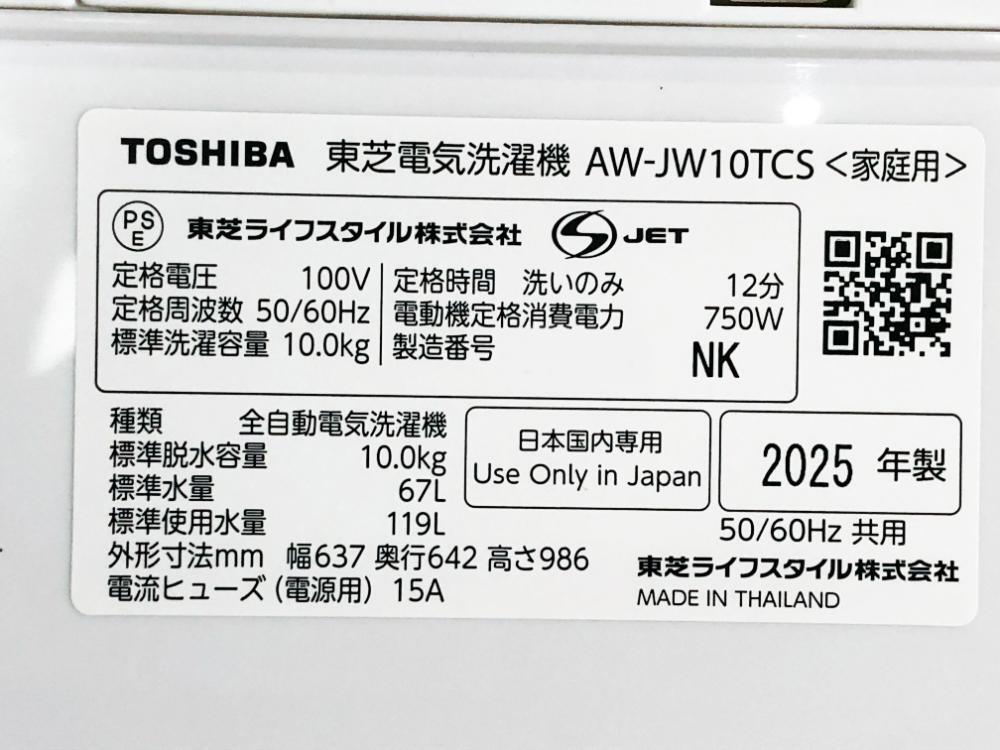 TOSHIBA 東芝電気洗濯機 AW-JW10TCS <家庭用>
PS E 東芝ライフスタイル株式会社 S JET
定格電圧 100V
定格周波数 50/60Hz
標準洗濯容量 10.0kg
定格時間 洗いのみ 12分
電動機定格消費電力 750W
製造番号 NK
種類 全自動電気洗濯機
標準脱水容量 10.0kg
標準水量 67L
標準使用水量 119L
外形寸法mm 幅637 奥行642 高さ986
電流ヒューズ(電源用) 15A
日本国内専用
Use Only in Japan
2025 年製
50/60Hz 共用
東芝ライフスタイル株式会社
MADE IN THAILAND